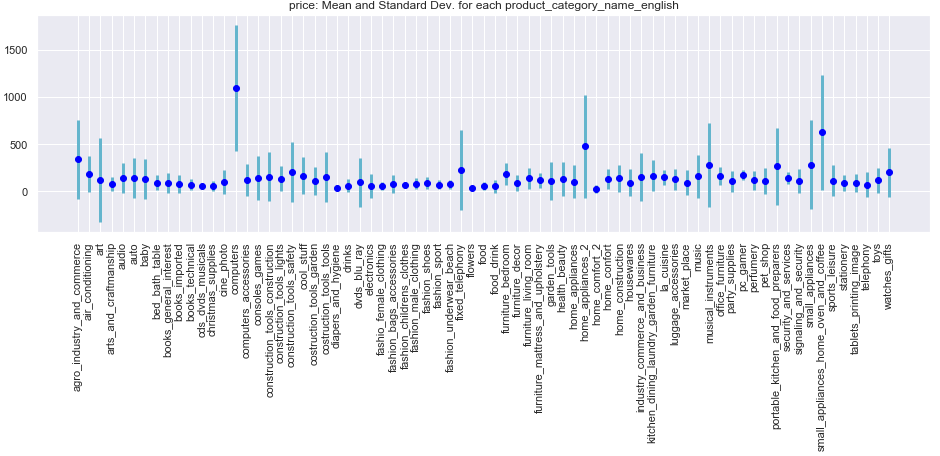 price: Mean and Standard Dev. for each product_category_name_english
1500
1000
500
0
agro_industry_and_commerce
air_conditioning
art
arts_and_craftmanship
audio
auto
baby
bed_bath_table
books_general_interest
books_imported
books_technical
cds_dvds_musicals
christmas_supplies
cine_photo
computers
computers_accessories
consoles_games
construction_tools_construction
construction_tools_lights
construction_tools_safety
cool_stuff
costruction_tools_garden
costruction_tools_tools
diapers_and_hygiene
drinks
dvds_blu_ray
electronics
fashio_female_clothing
fashion_bags_accessories
fashion_childrens_clothes
fashion_male_clothing
fashion_shoes
fashion_sport
fashion_underwear_beach
fixed_telephony
flowers
food
food_drink
furniture_bedroom
furniture_decor
furniture_living_room
furniture_mattress_and_upholstery
garden_tools
health_beauty
home_appliances
home_appliances_2
home_comfort_2
home_confort
home_construction
housewares
industry_commerce_and_business
kitchen_dining_laundry_garden_furniture
la_cuisine
luggage_accessories
market_place
music
musical_instruments
office_furniture
party_supplies
pc_gamer
perfumery
pet_shop
portable_kitchen_and_food_preparers
security_and_services
signaling_and_security
small_appliances
small_appliances_home_oven_and_coffee
sports_leisure
stationery
tablets_printing_image
telephony
toys
watches_gifts